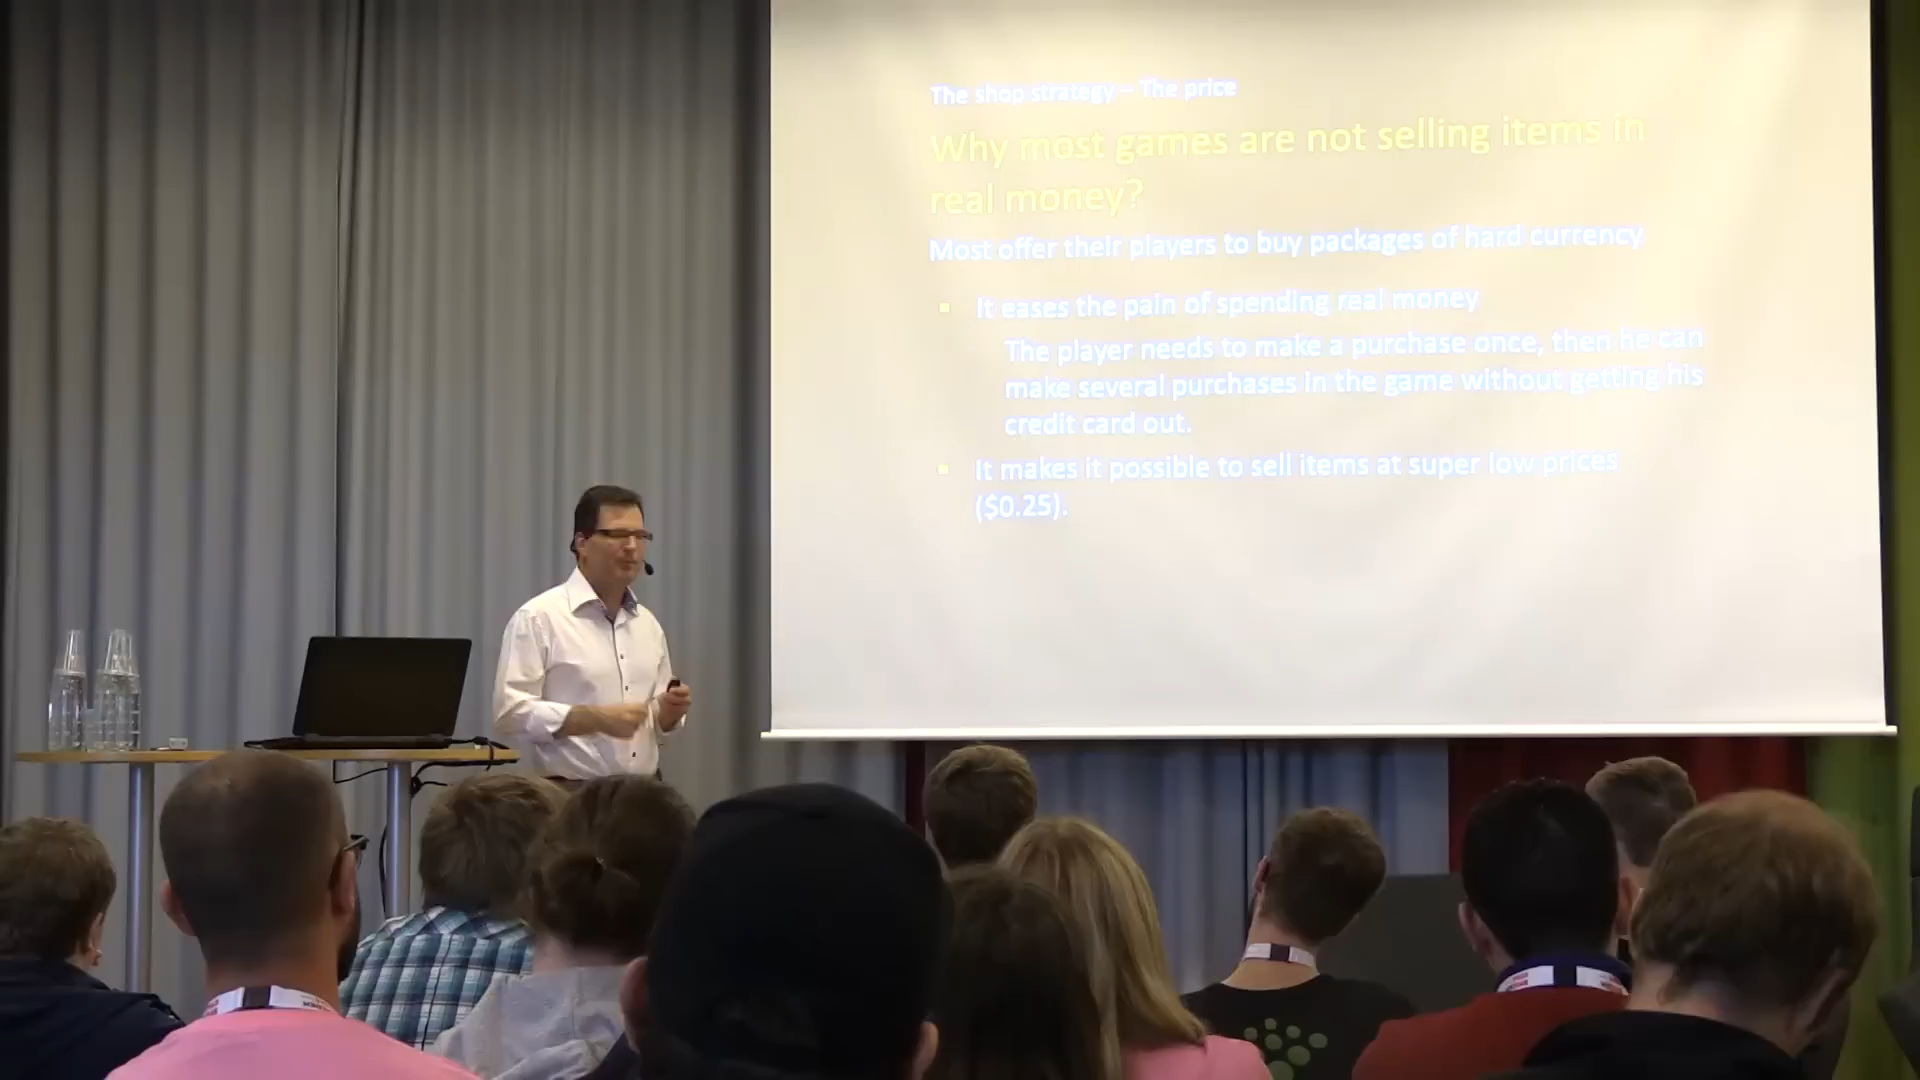 The shop strategy – The price
Why most games are not selling items in
real money?
Most offer their players to buy packages of hard currency
▪ It eases the pain of spending real money
The player needs to make a purchase once, then he can
make several purchases in the game without getting his
credit card out.
▪ It makes it possible to sell items at super low prices
($0.25).